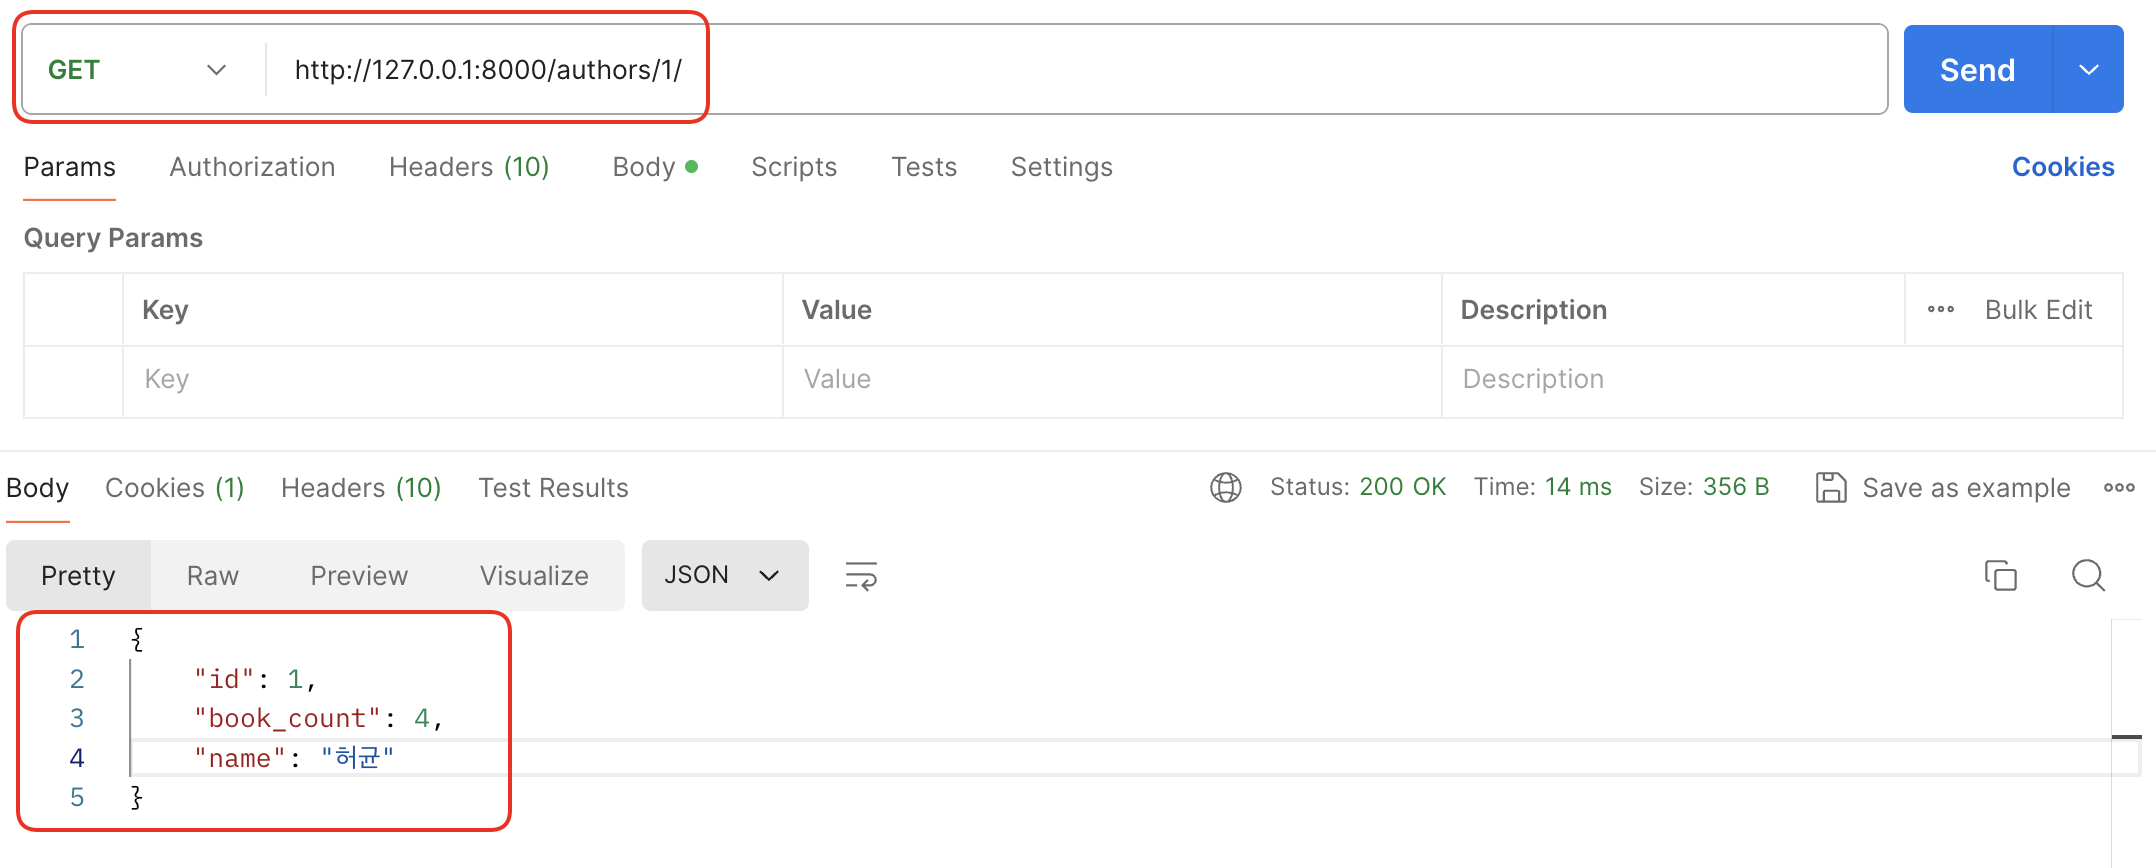 GET http://127.0.0.1:8000/authors/1/ Send
Params Authorization Headers (10) Body Scripts Tests Settings Cookies
Query Params
Key Value Description Bulk Edit
Key Value Description
Body Cookies (1) Headers (10) Test Results Status: 200 OK Time: 14 ms Size: 356 B Save as example
Pretty Raw Preview Visualize JSON
1 {
2 "id": 1,
3 "book_count": 4,
4 "name": "허균"
5 }